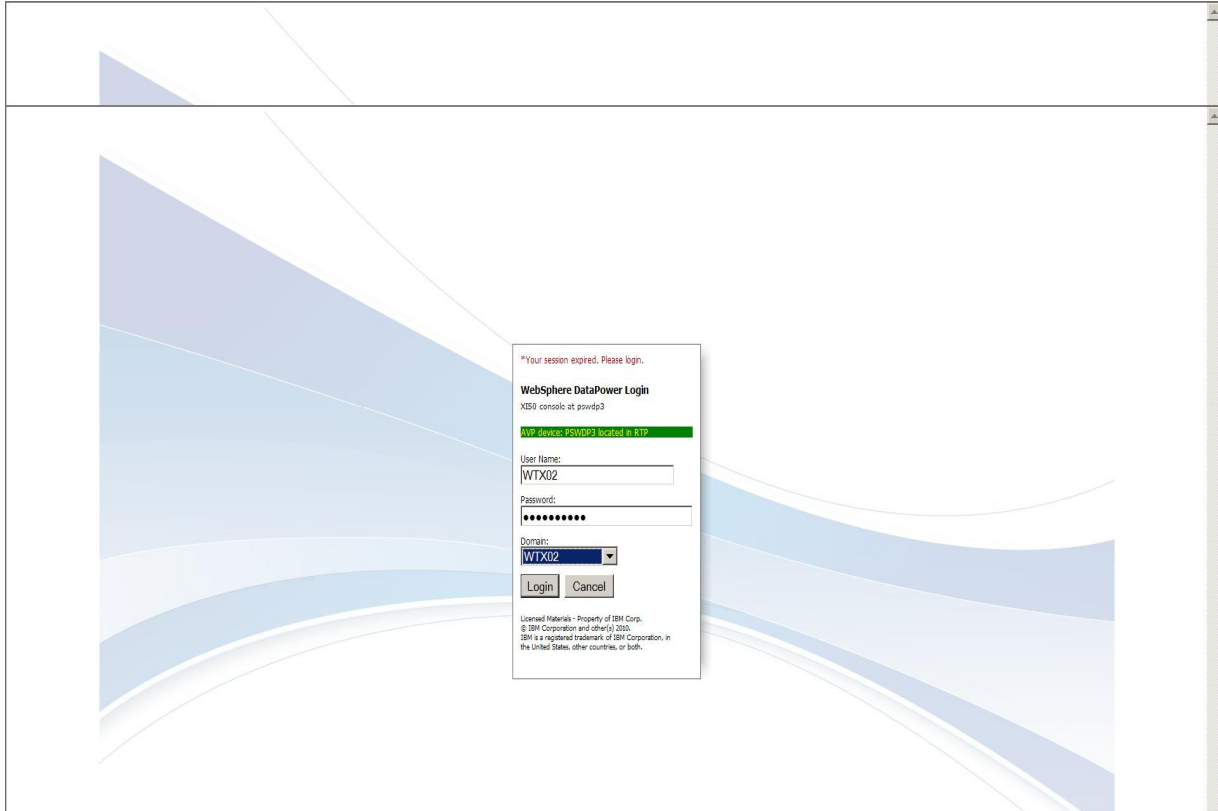 *Your session expired. Please login.
WebSphere DataPower Login
XI50 console at pswdp3
AVP device: PSWDP3 located in RTP
User Name:
WTX02
Password:
●●●●●●●●●●
Domain:
WTX02
Login Cancel
Licensed Materials - Property of IBM Corp.
© IBM Corporation and other(s) 2010.
IBM is a registered trademark of IBM Corporation, in
the United States, other countries, or both.